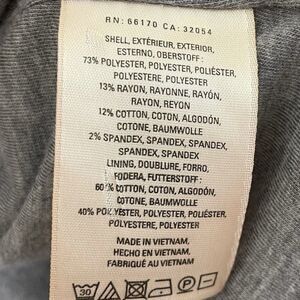 RN: 66170 CA: 32054
SHELL, EXTÉRIEUR, EXTERIOR,
ESTERNO, OBERSTOFF:
73% POLYESTER, POLYESTER, POLIÉSTER,
POLYESTERE, POLYESTER
13% RAYON, RAYONNE, RAYÓN,
RAYON, REYON
12% COTTON, COTON, ALGODÓN,
COTONE, BAUMWOLLE
2% SPANDEX, SPANDEX, SPANDEX,
SPANDEX, SPANDEX
LINING, DOUBLURE, FORRO,
FODERA, FUTTERSTOFF:
60% COTTON, COTON, ALGODÓN,
COTONE, BAUMWOLLE
40% POLYESTER, POLYESTER, POLIÉSTER,
POLYESTERE, POLYESTER
MADE IN VIETNAM,
HECHO EN VIETNAM,
FABRIQUÉ AU VIETNAM
30